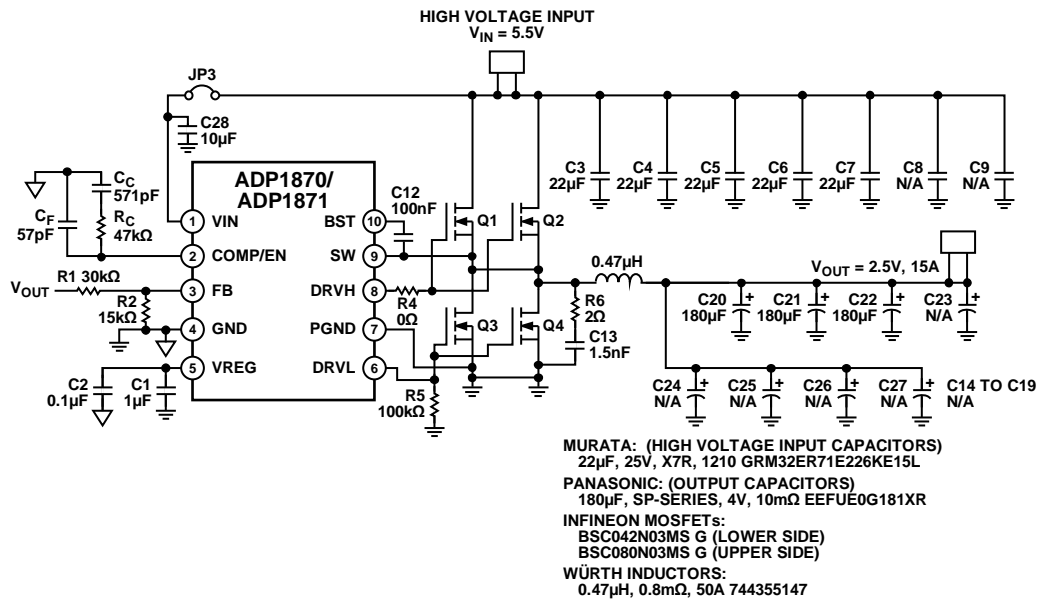 HIGH VOLTAGE INPUT
VIN = 5.5V
JP3
C28
10µF
C3
22µF
C4
22µF
C5
22µF
C6
22µF
C7
22µF
C8
N/A
C9
N/A
ADP1870/
ADP1871
CC
571pF
CF
57pF
RC
47kΩ
C12
100nF
1
VIN
BST
10
Q1
Q2
2
COMP/EN
SW
9
0.47µH
VOUT = 2.5V, 15A
VOUT
R1 30kΩ
3
FB
DRVH
8
R4
0Ω
R2
15kΩ
R6
2Ω
C20
180µF
C21
180µF
C22
180µF
C23
N/A
4
GND
PGND
7
Q3
Q4
C13
1.5nF
5
VREG
DRVL
6
C2
0.1µF
C1
1µF
R5
100kΩ
C24
N/A
C25
N/A
C26
N/A
C27
N/A
C14 TO C19
N/A
MURATA: (HIGH VOLTAGE INPUT CAPACITORS)
22µF, 25V, X7R, 1210 GRM32ER71E226KE15L
PANASONIC: (OUTPUT CAPACITORS)
180µF, SP-SERIES, 4V, 10mΩ EEFUE0G181XR
INFINEON MOSFETs:
BSC042N03MS G (LOWER SIDE)
BSC080N03MS G (UPPER SIDE)
WÜRTH INDUCTORS:
0.47µH, 0.8mΩ, 50A 744355147